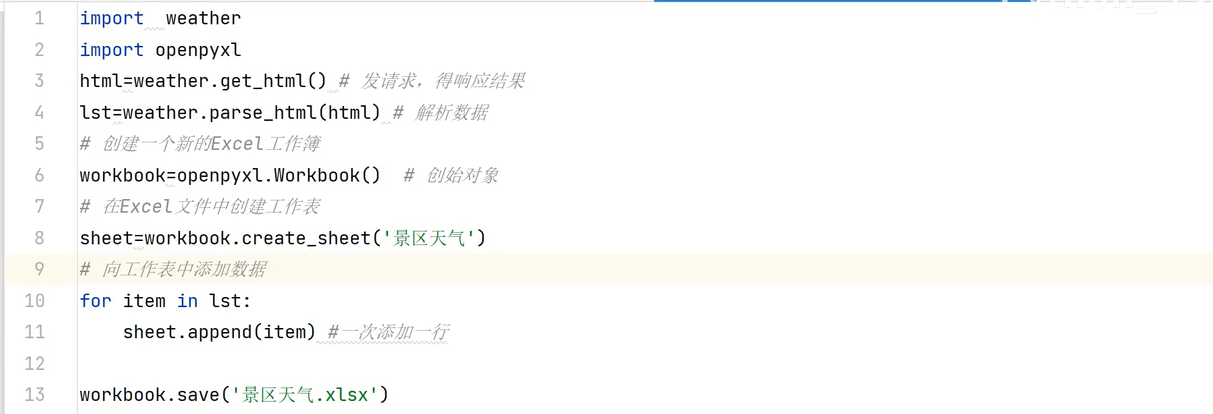 1 import  weather
2 import openpyxl
3 html=weather.get_html() # 发请求，得响应结果
4 lst=weather.parse_html(html) # 解析数据
5 # 创建一个新的Excel工作簿
6 workbook=openpyxl.Workbook()  # 创始对象
7 # 在Excel文件中创建工作表
8 sheet=workbook.create_sheet('景区天气')
9 # 向工作表中添加数据
10 for item in lst:
11     sheet.append(item) #一次添加一行
12
13 workbook.save('景区天气.xlsx')